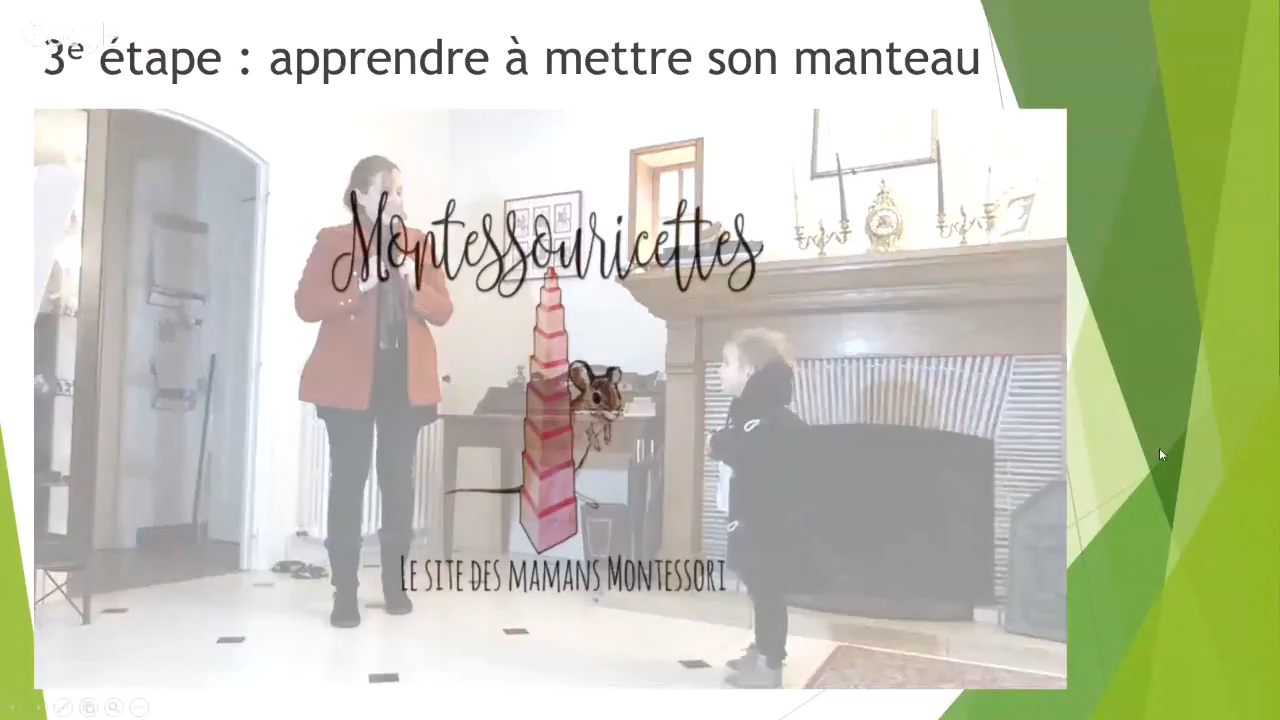 3e étape : apprendre à mettre son manteau
Montessouricettes
Le site des mamans Montessori